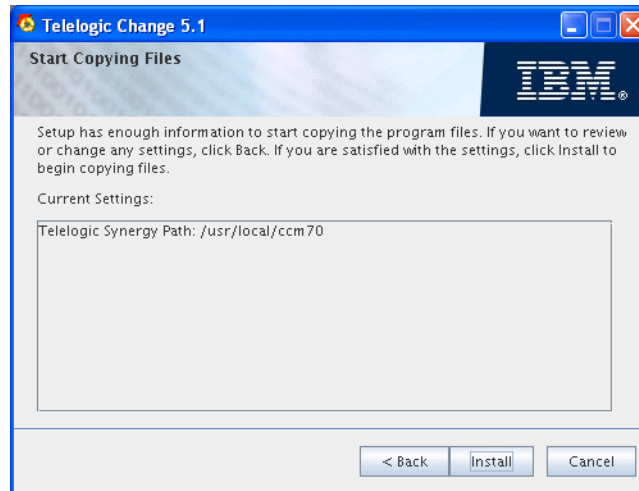 Telelogic Change 5.1
Start Copying Files
IBM®
Setup has enough information to start copying the program files. If you want to review
or change any settings, click Back. If you are satisfied with the settings, click Install to
begin copying files.
Current Settings:
Telelogic Synergy Path: /usr/local/ccm70
< Back
Install
Cancel